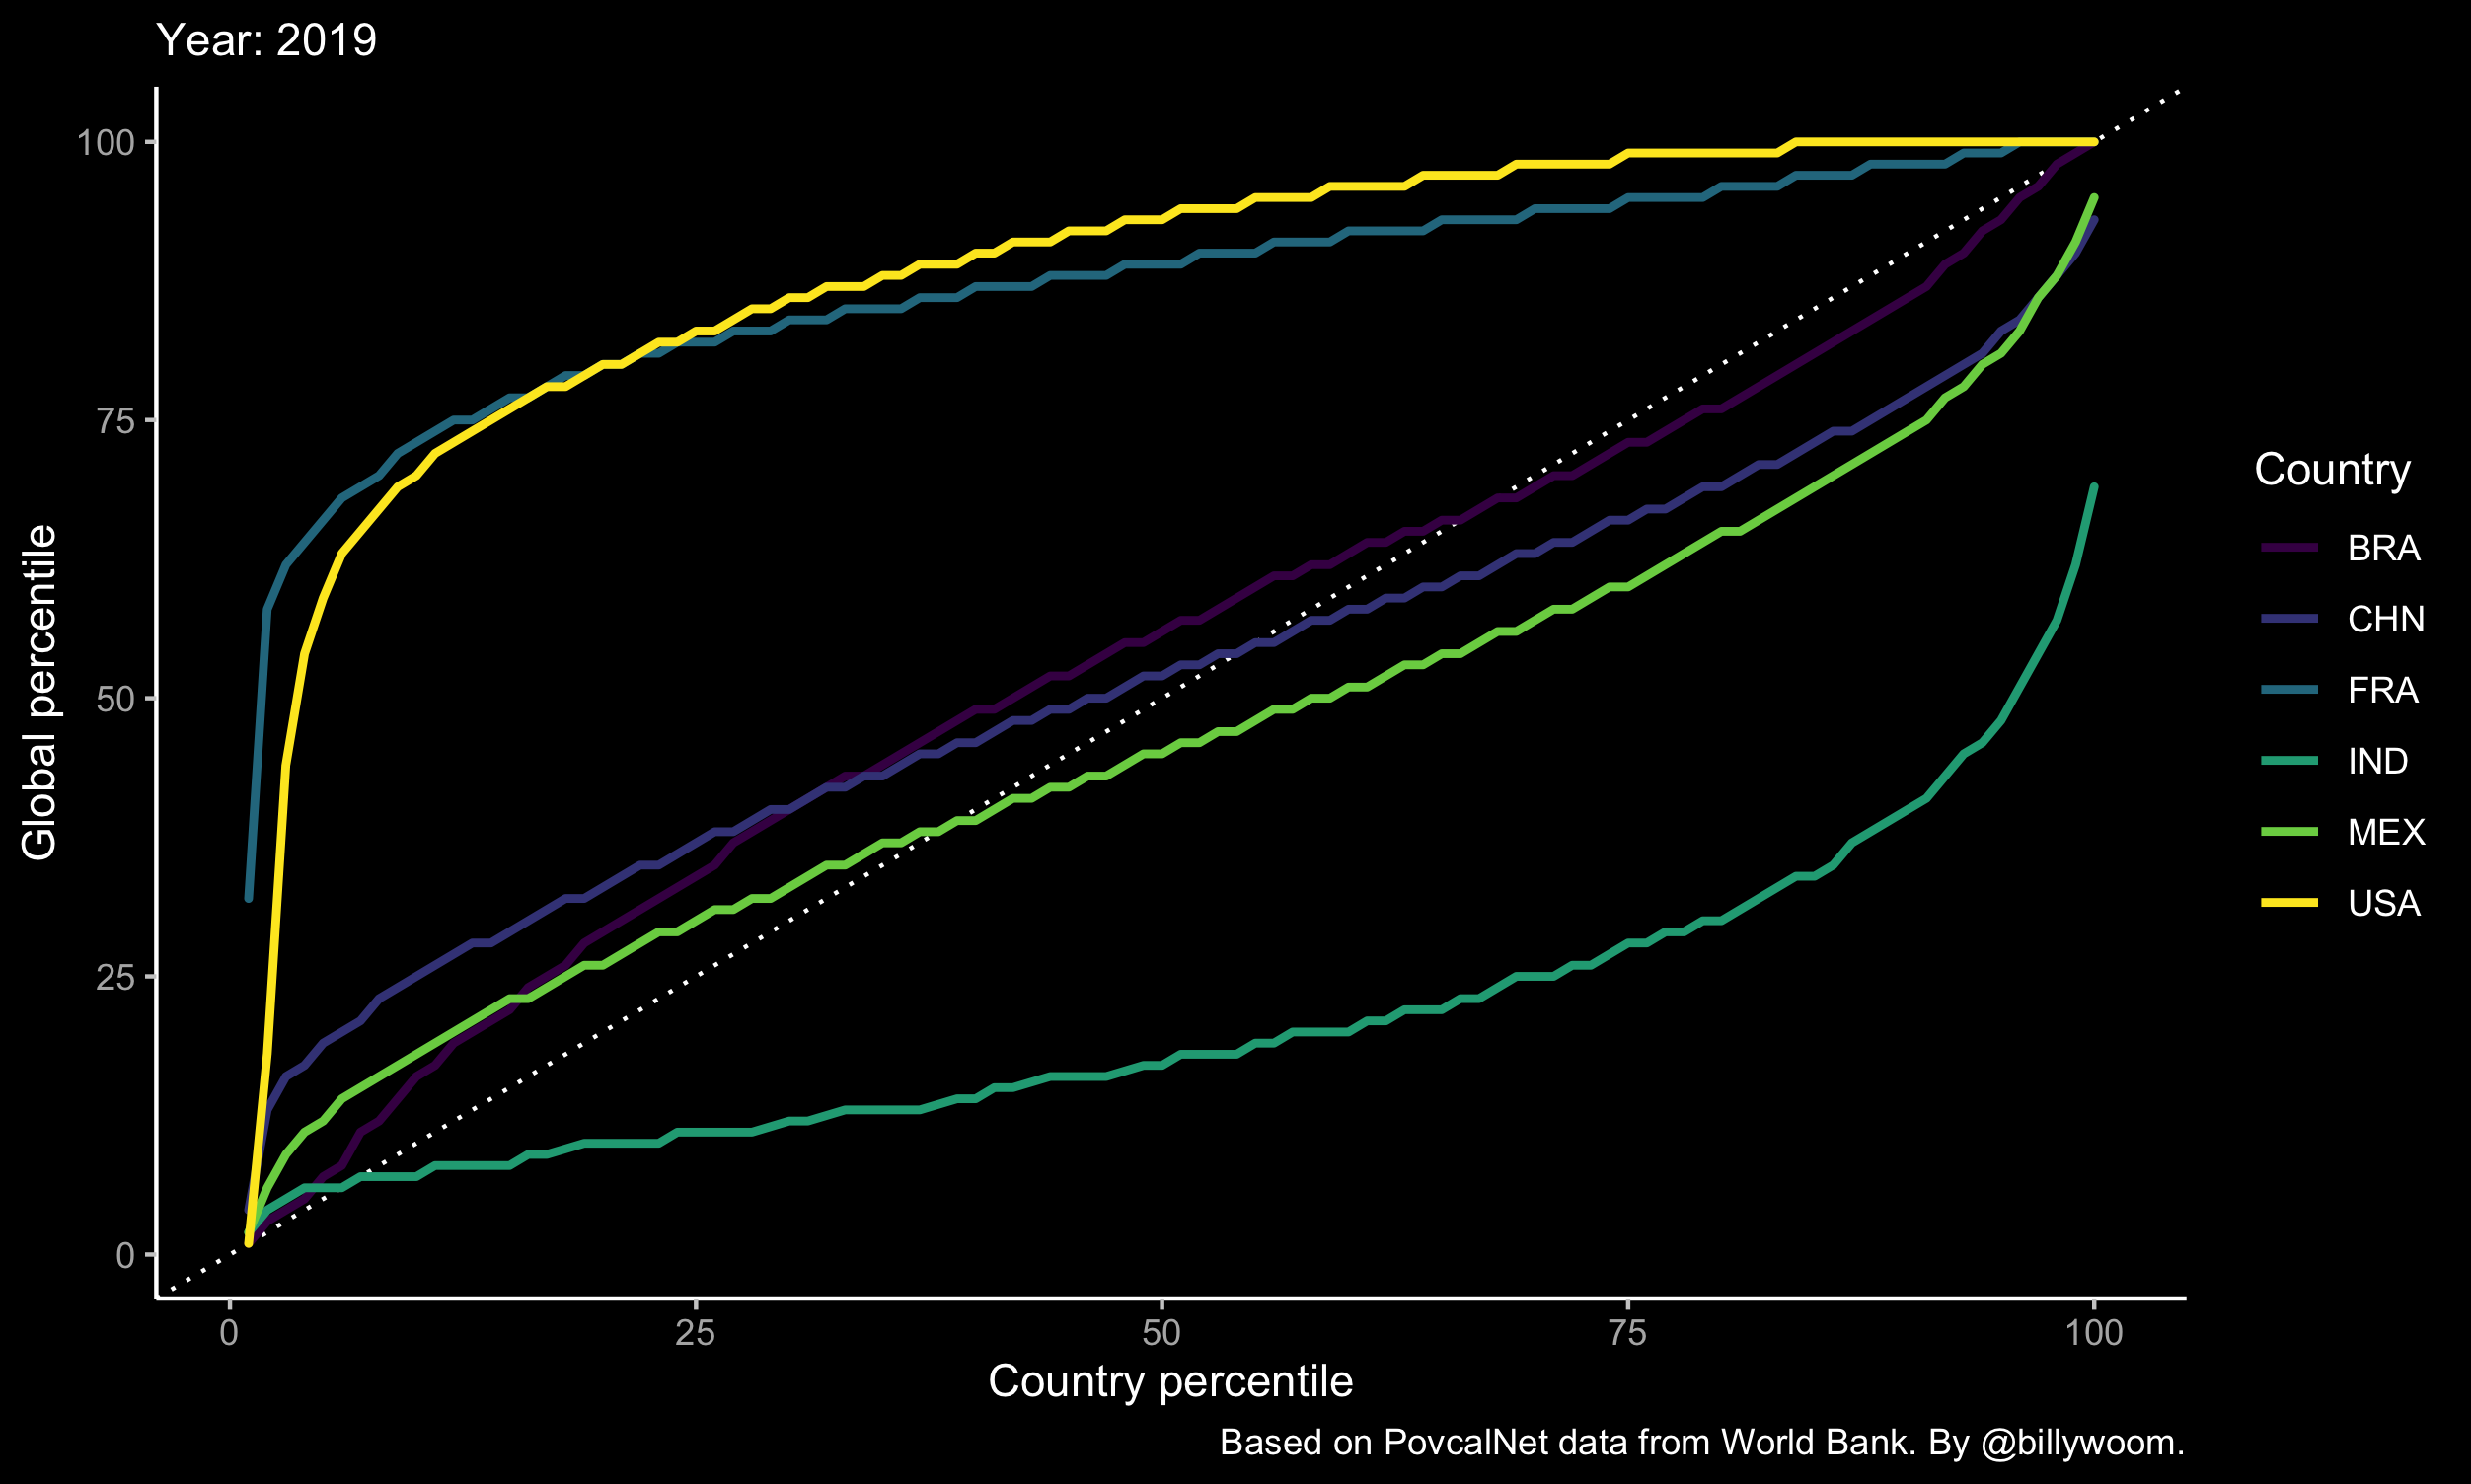 Year: 2019
Global percentile
100
75
50
25
0
0
25
50
75
100
Country percentile
Country
BRA
CHN
FRA
IND
MEX
USA
Based on PovcalNet data from World Bank. By @billywoom.